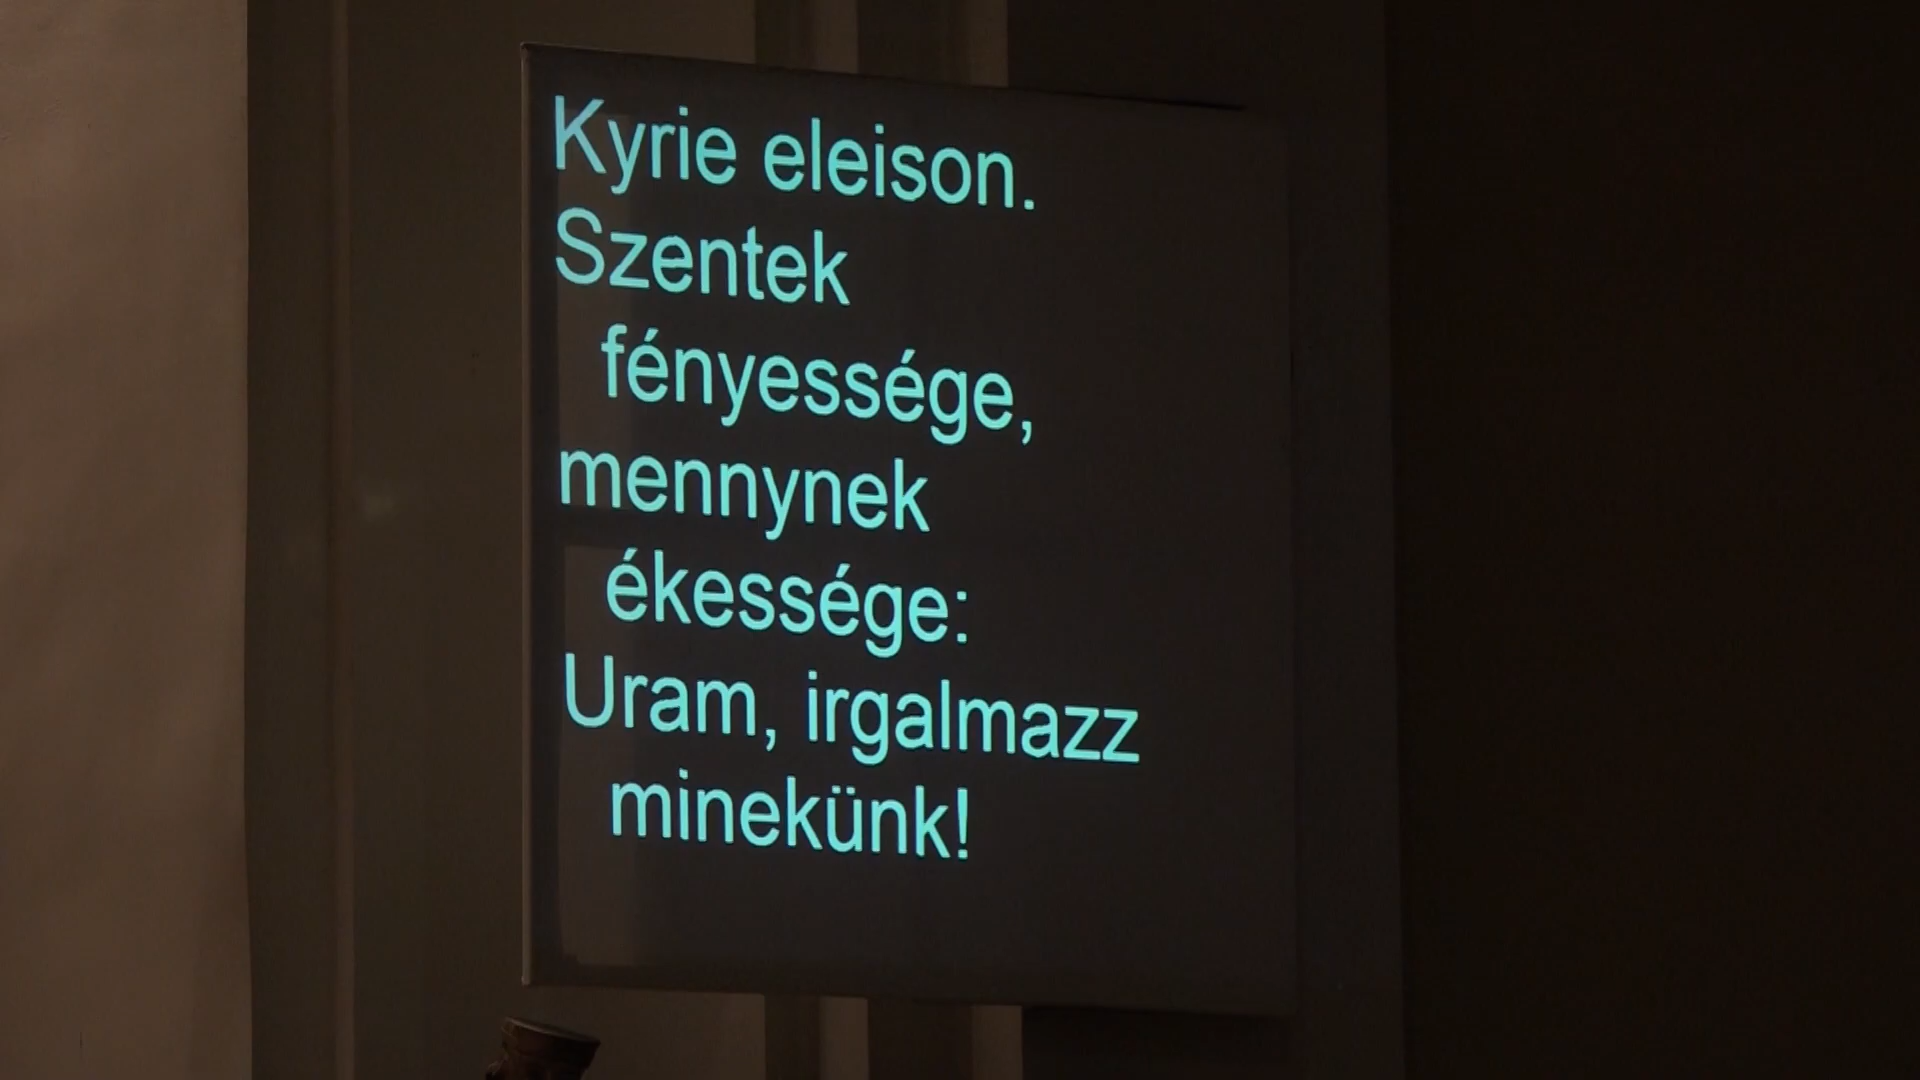 Kyrie eleison.
Szentek
fényessége,
mennynek
ékessége:
Uram, irgalmazz
minekünk!